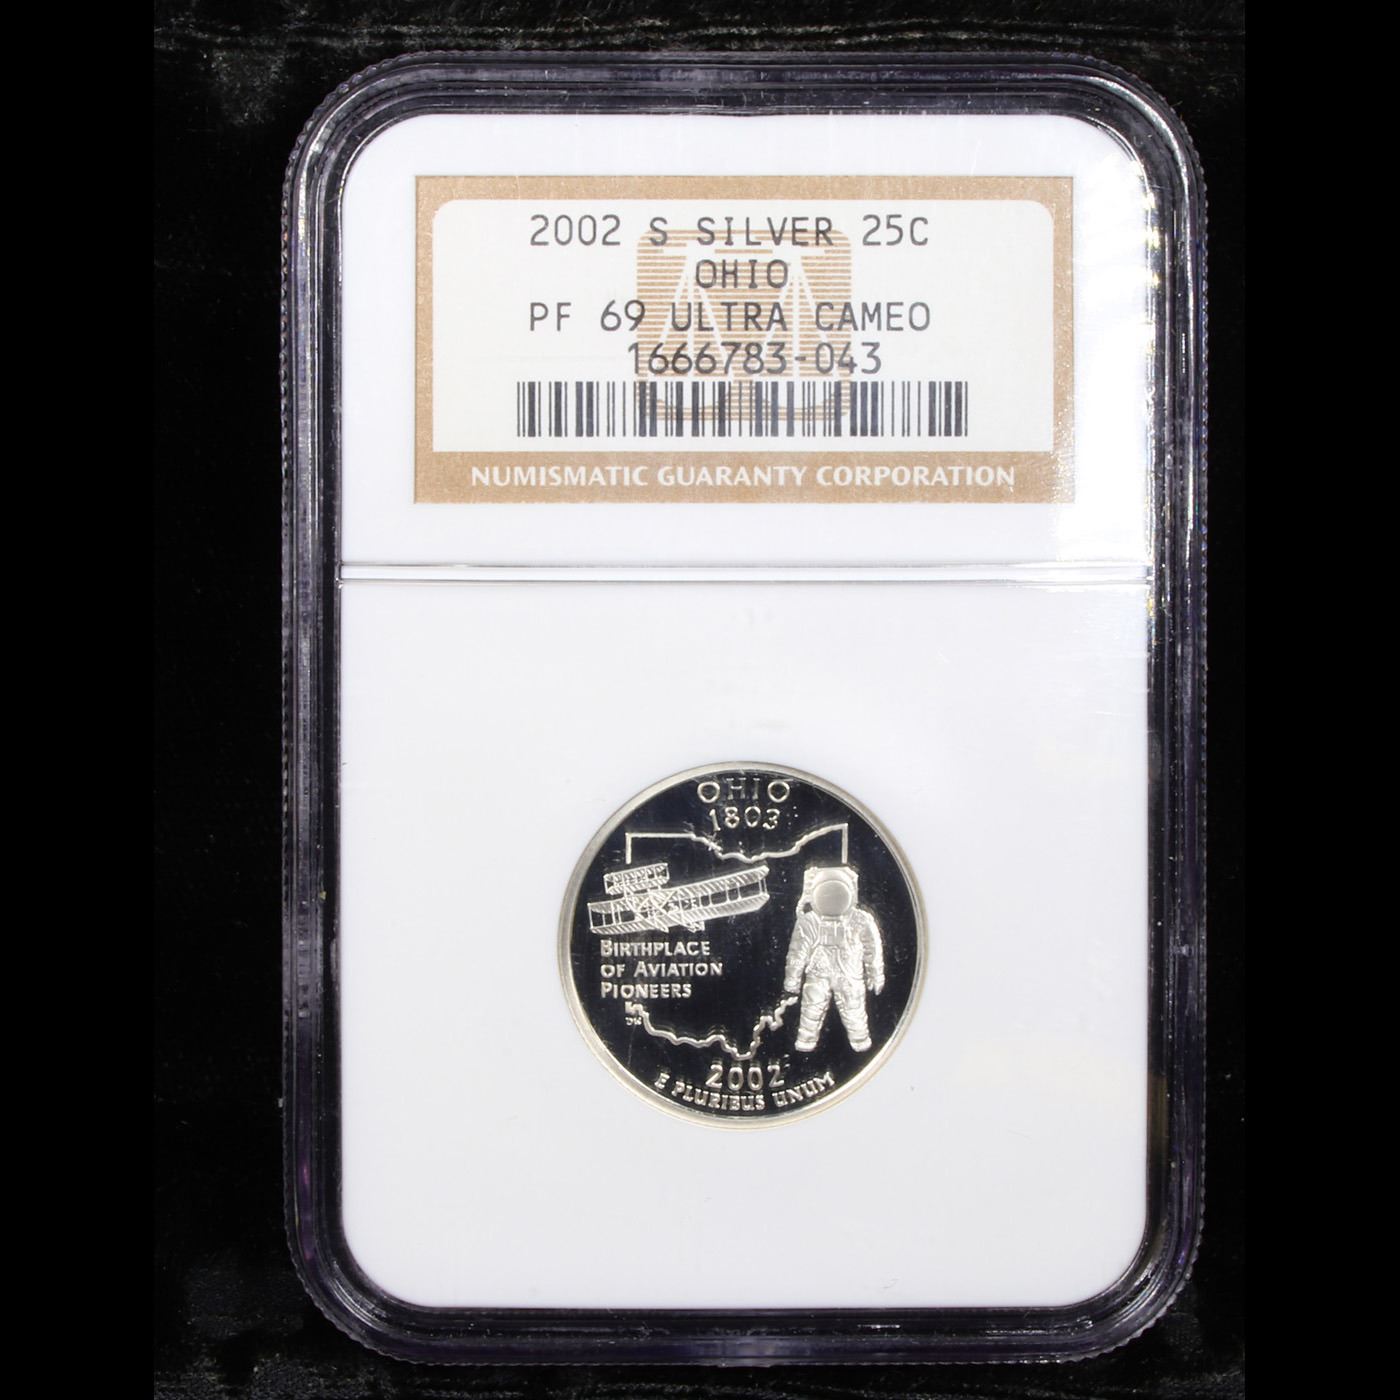 2002 S SILVER 25C
OHIO
PF 69 ULTRA CAMEO
1666783-043
NUMISMATIC GUARANTY CORPORATION
OHIO
1803
BIRTHPLACE
OF AVIATION
PIONEERS
2002
E PLURIBUS UNUM